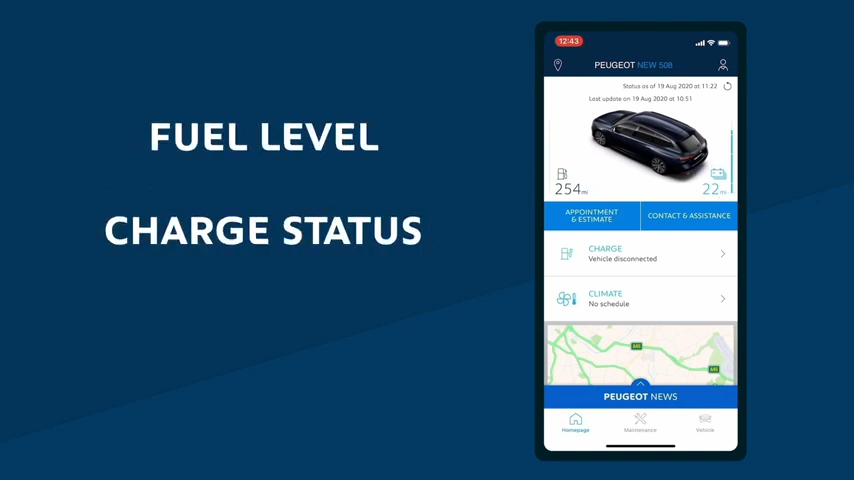 FUEL LEVEL
CHARGE STATUS
12:43
PEUGEOT NEW 508
Status as of 19 Aug 2020 at 11:22
Last update on 19 Aug 2020 at 10:51
254mi
22mi
APPOINTMENT
& ESTIMATE
CONTACT & ASSISTANCE
CHARGE
Vehicle disconnected
CLIMATE
No schedule
A46
A46
PEUGEOT NEWS
Homepage
Maintenance
Vehicle